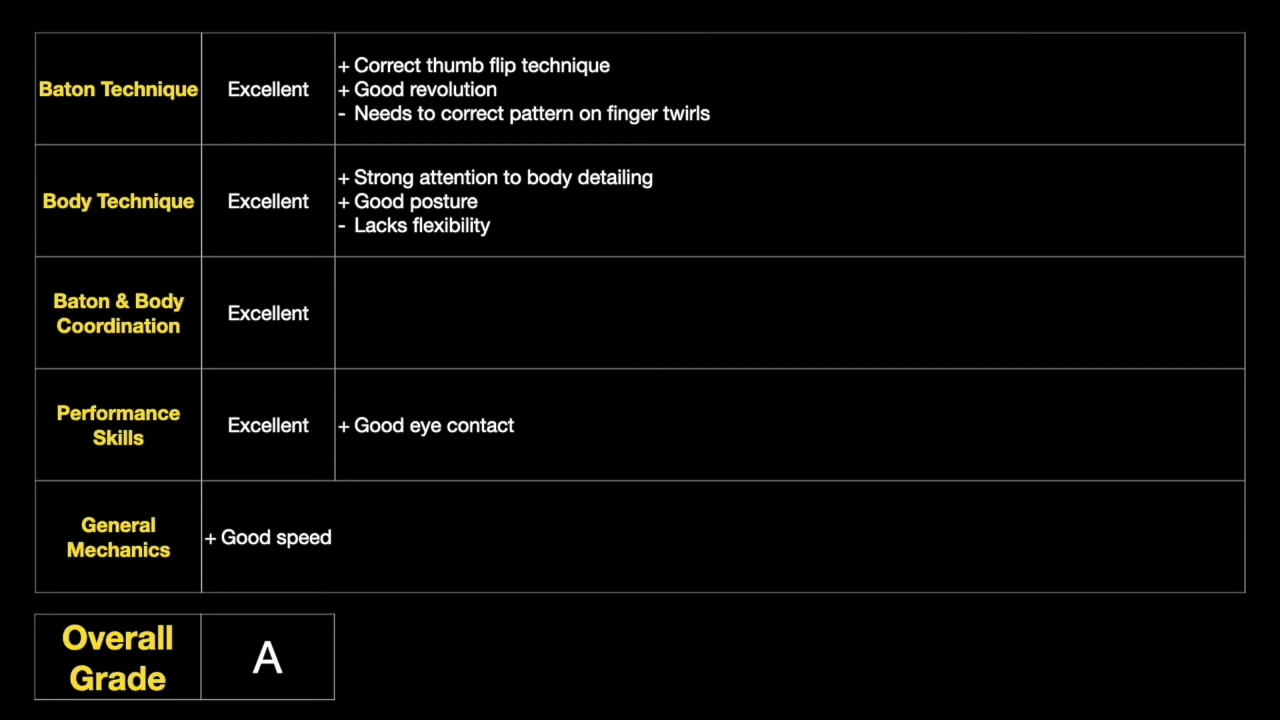 Baton Technique
Excellent
+ Correct thumb flip technique
+ Good revolution
- Needs to correct pattern on finger twirls
Body Technique
Excellent
+ Strong attention to body detailing
+ Good posture
- Lacks flexibility
Baton & Body
Coordination
Excellent
Performance
Skills
Excellent
+ Good eye contact
General
Mechanics
+ Good speed
Overall
Grade
A